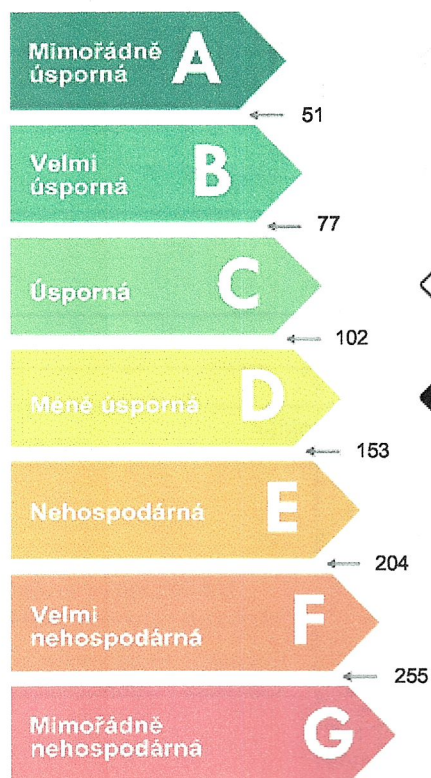 Mimořádně
úsporná A
51
Velmi
úsporná B
77
Úsporná C
102
Méně úsporná D
153
Nehospodárná E
204
Velmi
nehospodárná F
255
Mimořádně
nehospodárná G